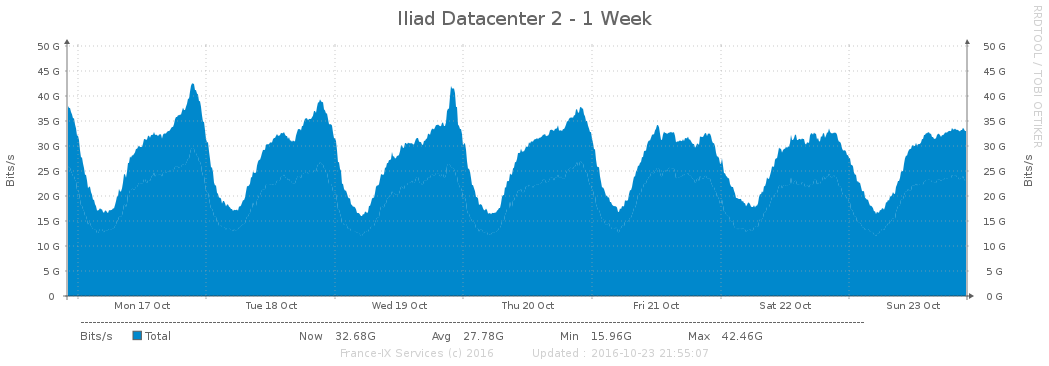 Iliad Datacenter 2 - 1 Week
RRDTOOL / TOBI OETIKER
50 G 50 G
45 G 45 G
40 G 40 G
35 G 35 G
30 G 30 G
25 G 25 G
20 G 20 G
15 G 15 G
10 G 10 G
5 G 5 G
0 0 G
Bits/s
Bits/s
Mon 17 Oct Tue 18 Oct Wed 19 Oct Thu 20 Oct Fri 21 Oct Sat 22 Oct Sun 23 Oct
Bits/s Total Now 32.68G Avg 27.78G Min 15.96G Max 42.46G
France-IX Services (c) 2016 Updated : 2016-10-23 21:55:07